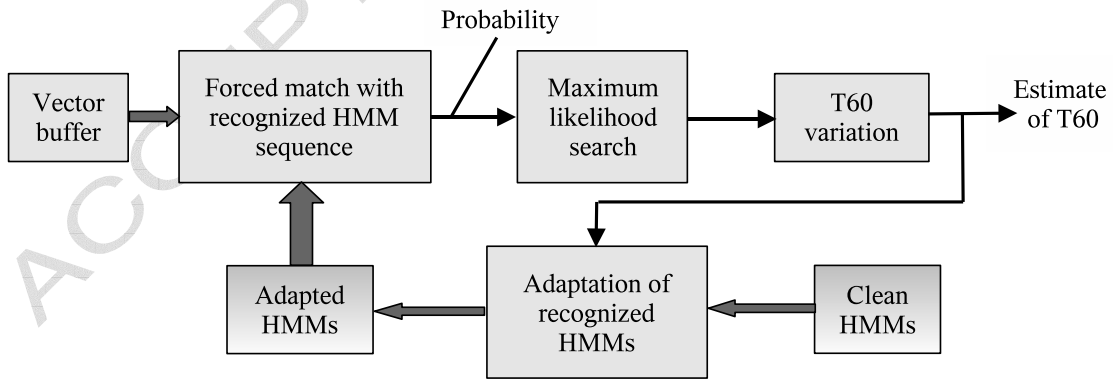 Probability
Vector
buffer
Forced match with
recognized HMM
sequence
Maximum
likelihood
search
T60
variation
Estimate
of T60
Adapted
HMMs
Adaptation of
recognized
HMMs
Clean
HMMs